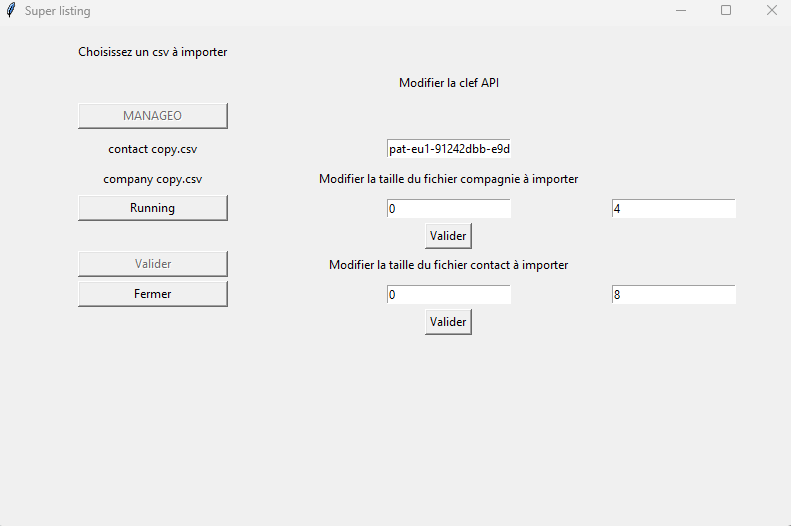 Super listing
Choisissez un csv à importer
Modifier la clef API
MANAGEO
contact copy.csv
pat-eu1-91242dbb-e9d
company copy.csv
Modifier la taille du fichier compagnie à importer
Running
0
4
Valider
Valider
Modifier la taille du fichier contact à importer
Fermer
0
8
Valider